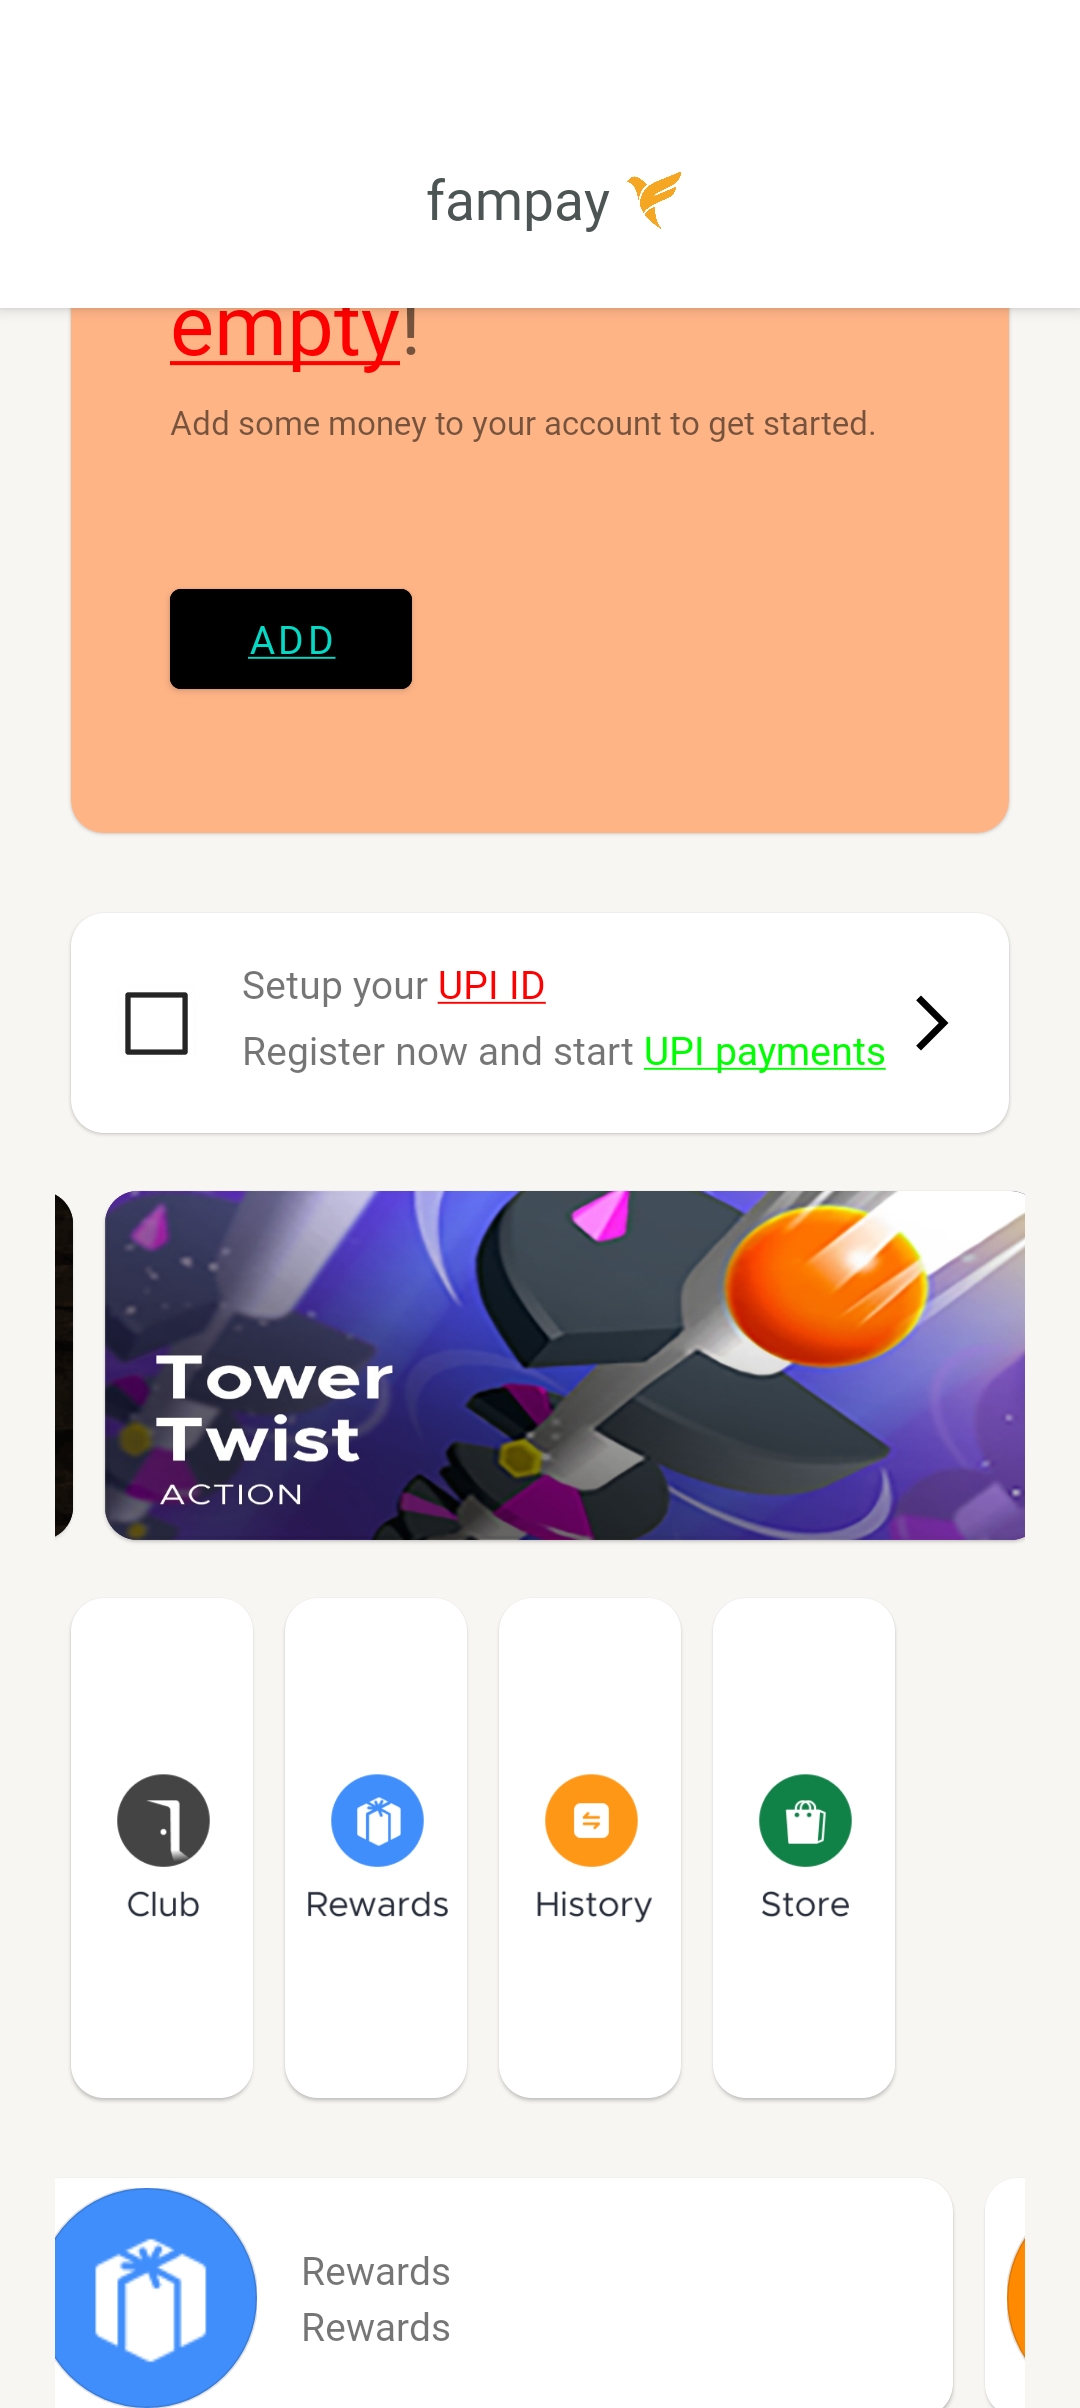 fampay
empty!
Add some money to your account to get started.
ADD
Setup your UPI ID
Register now and start UPI payments
Tower
Twist
ACTION
Club
Rewards
History
Store
Rewards
Rewards